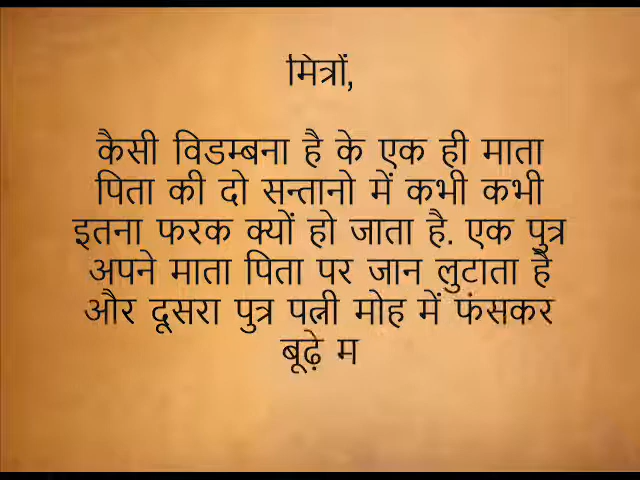 मित्रों,
कैसी विडम्बना है के एक ही माता
पिता की दो सन्तानो में कभी कभी
इतना फरक क्यों हो जाता है. एक पुत्र
अपने माता पिता पर जान लुटाता है
और दूसरा पुत्र पत्नी मोह में फंसकर
बूढ़े म